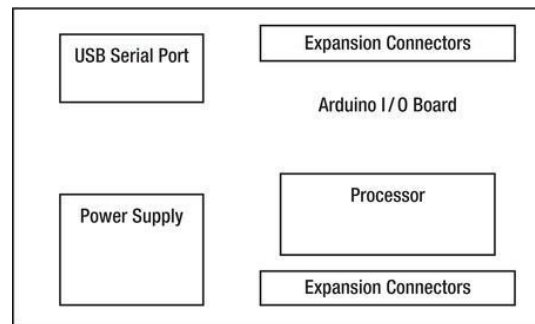 USB Serial Port
Expansion Connectors
Arduino I/O Board
Power Supply
Processor
Expansion Connectors